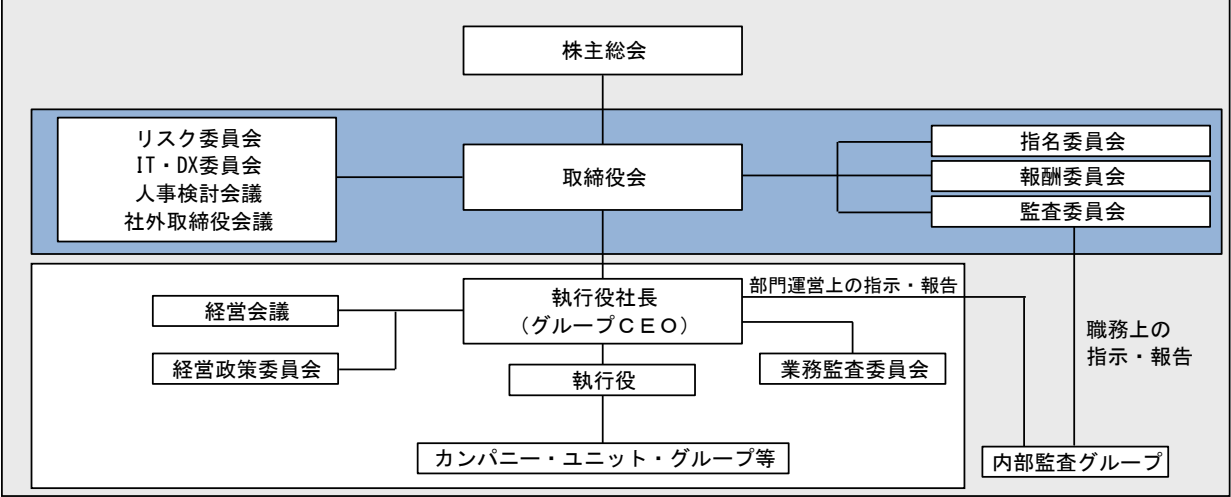 株主総会
リスク委員会
IT・DX委員会
人事検討会議
社外取締役会議
取締役会
指名委員会
報酬委員会
監査委員会
経営会議
経営政策委員会
執行役社長
(グループCEO)
部門運営上の指示・報告
業務監査委員会
執行役
職務上の
指示・報告
カンパニー・ユニット・グループ等
内部監査グループ